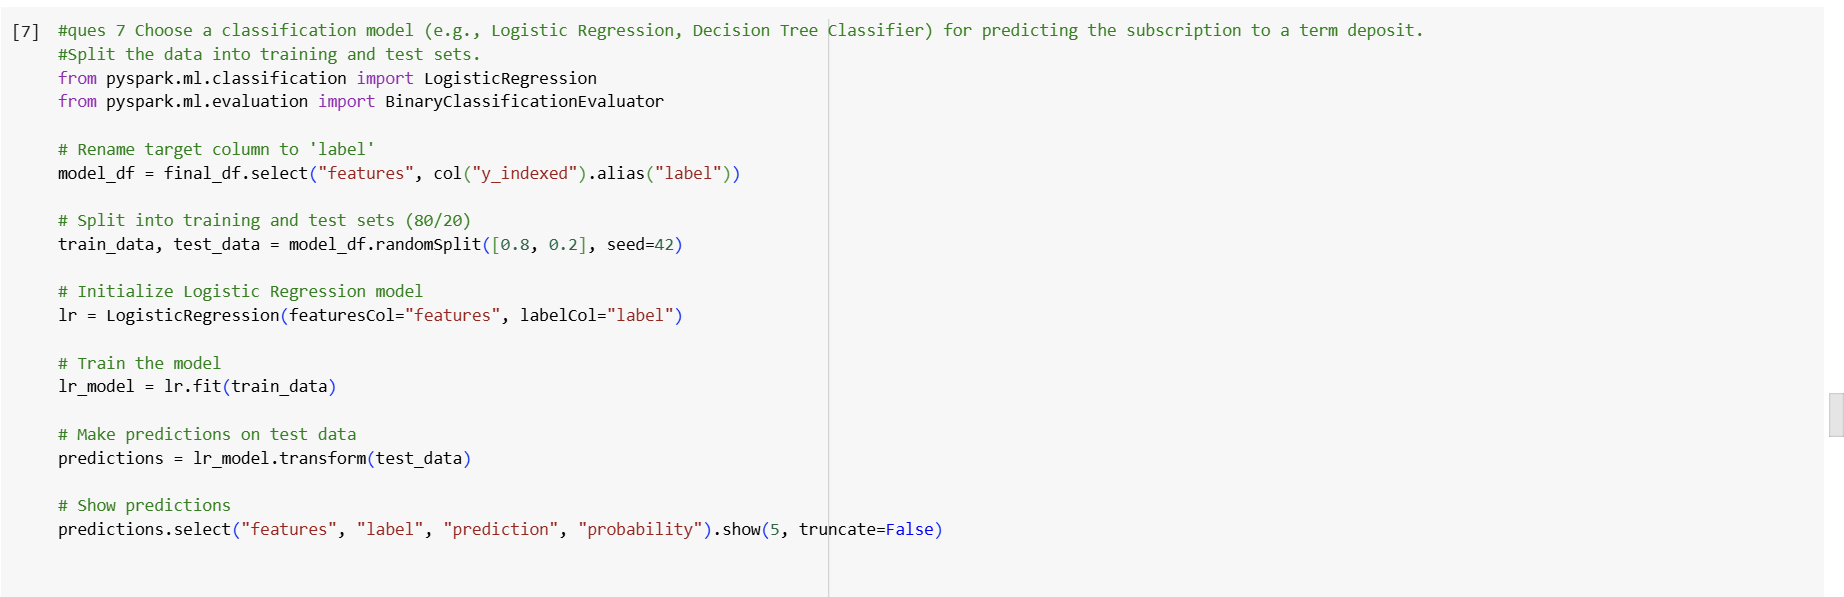 [7] #ques 7 Choose a classification model (e.g., Logistic Regression, Decision Tree Classifier) for predicting the subscription to a term deposit.
#Split the data into training and test sets.
from pyspark.ml.classification import LogisticRegression
from pyspark.ml.evaluation import BinaryClassificationEvaluator
# Rename target column to 'label'
model_df = final_df.select("features", col("y_indexed").alias("label"))
# Split into training and test sets (80/20)
train_data, test_data = model_df.randomSplit([0.8, 0.2], seed=42)
# Initialize Logistic Regression model
lr = LogisticRegression(featuresCol="features", labelCol="label")
# Train the model
lr_model = lr.fit(train_data)
# Make predictions on test data
predictions = lr_model.transform(test_data)
# Show predictions
predictions.select("features", "label", "prediction", "probability").show(5, truncate=False)